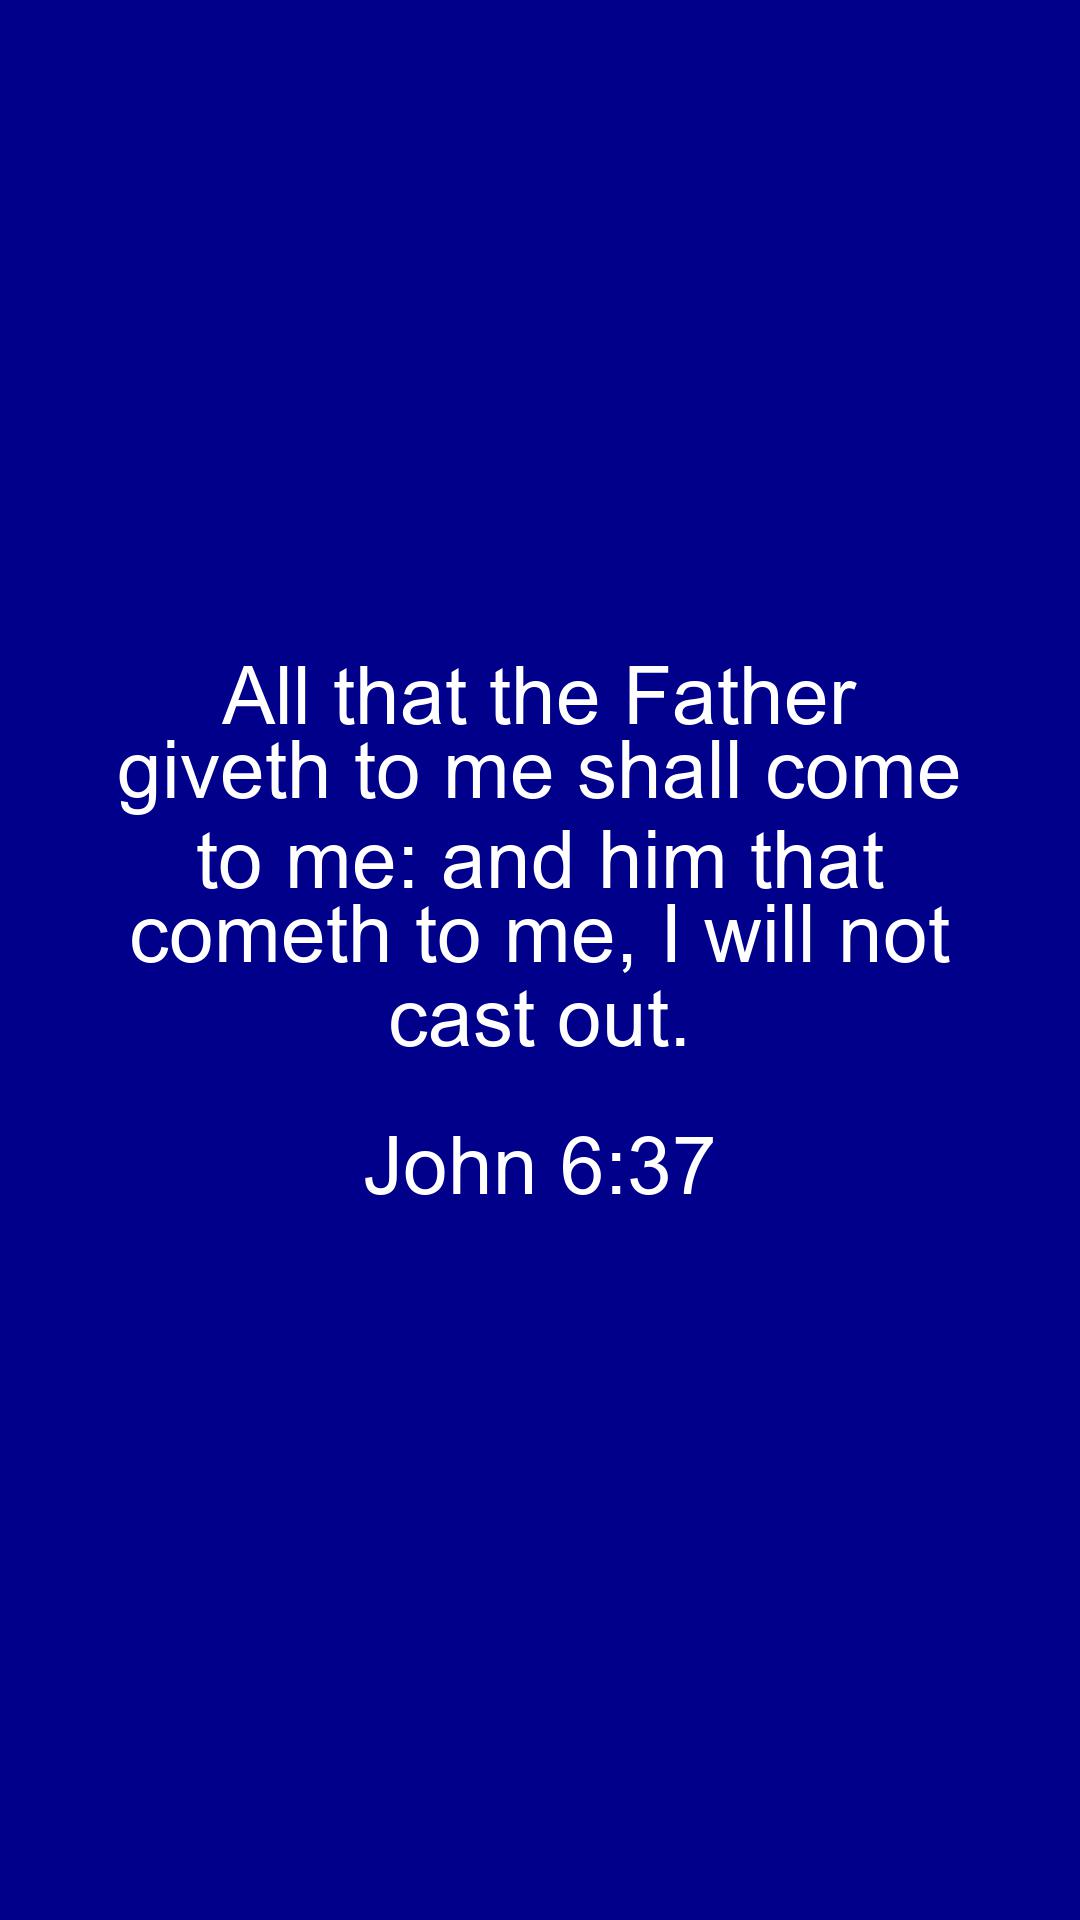 All that the Father
giveth to me shall come
to me: and him that
cometh to me, I will not
cast out.
John 6:37